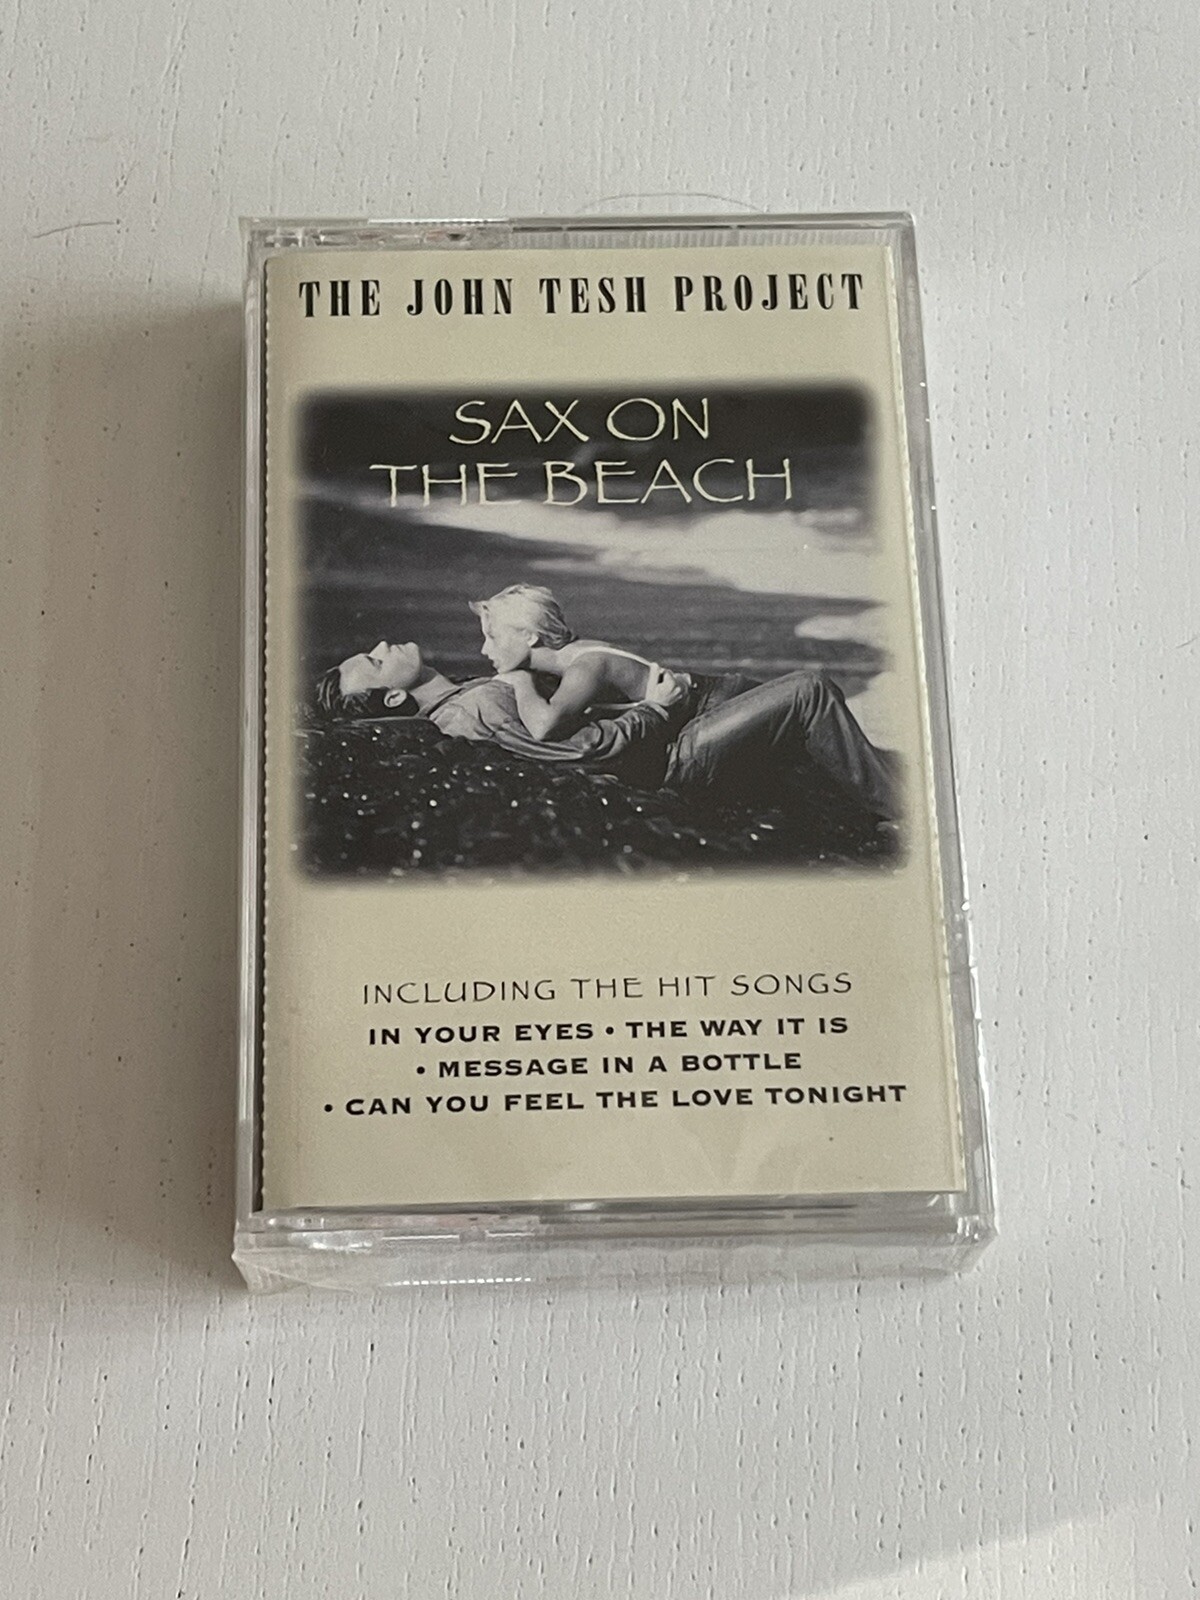 THE JOHN TESH PROJECT
SAX ON
THE BEACH
INCLUDING THE HIT SONGS
IN YOUR EYES • THE WAY IT IS
• MESSAGE IN A BOTTLE
• CAN YOU FEEL THE LOVE TONIGHT